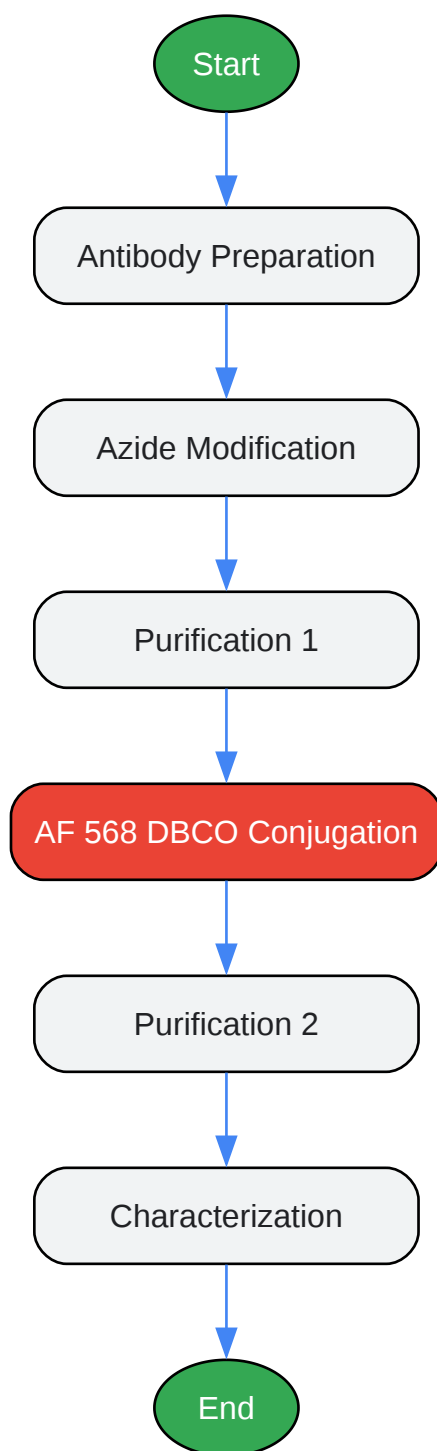 Start
Antibody Preparation
Azide Modification
Purification 1
AF 568 DBCO Conjugation
Purification 2
Characterization
End